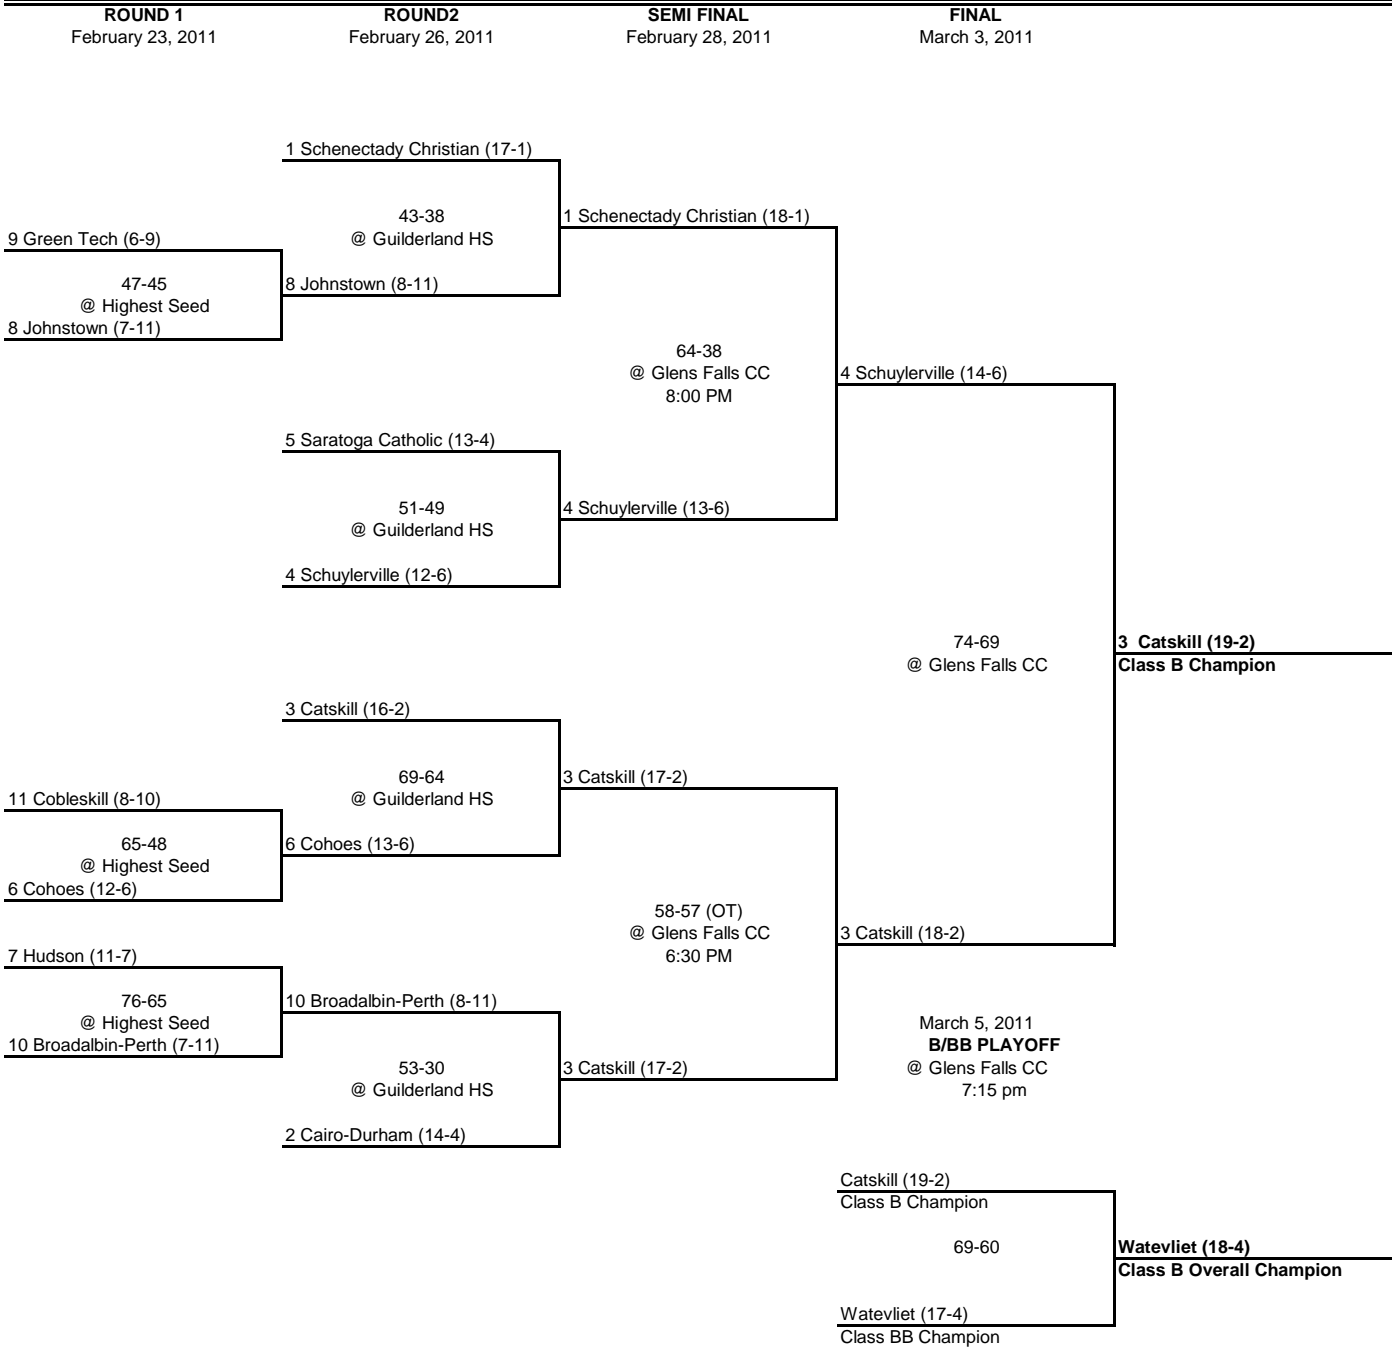 ROUND 1
February 23, 2011
ROUND2
February 26, 2011
SEMI FINAL
February 28, 2011
FINAL
March 3, 2011
1 Schenectady Christian (17-1)
43-38
@ Guilderland HS
1 Schenectady Christian (18-1)
9 Green Tech (6-9)
47-45
@ Highest Seed
8 Johnstown (7-11)
8 Johnstown (8-11)
64-38
@ Glens Falls CC
8:00 PM
4 Schuylerville (14-6)
5 Saratoga Catholic (13-4)
51-49
@ Guilderland HS
4 Schuylerville (13-6)
4 Schuylerville (12-6)
74-69
@ Glens Falls CC
3  Catskill (19-2)
Class B Champion
3 Catskill (16-2)
69-64
@ Guilderland HS
3 Catskill (17-2)
11 Cobleskill (8-10)
65-48
@ Highest Seed
6 Cohoes (12-6)
6 Cohoes (13-6)
58-57 (OT)
@ Glens Falls CC
6:30 PM
3 Catskill (18-2)
7 Hudson (11-7)
76-65
@ Highest Seed
10 Broadalbin-Perth (7-11)
10 Broadalbin-Perth (8-11)
53-30
@ Guilderland HS
3 Catskill (17-2)
2 Cairo-Durham (14-4)
March 5, 2011
B/BB PLAYOFF
@ Glens Falls CC
7:15 pm
Catskill (19-2)
Class B Champion
69-60
Watevliet (18-4)
Class B Overall Champion
Watevliet (17-4)
Class BB Champion